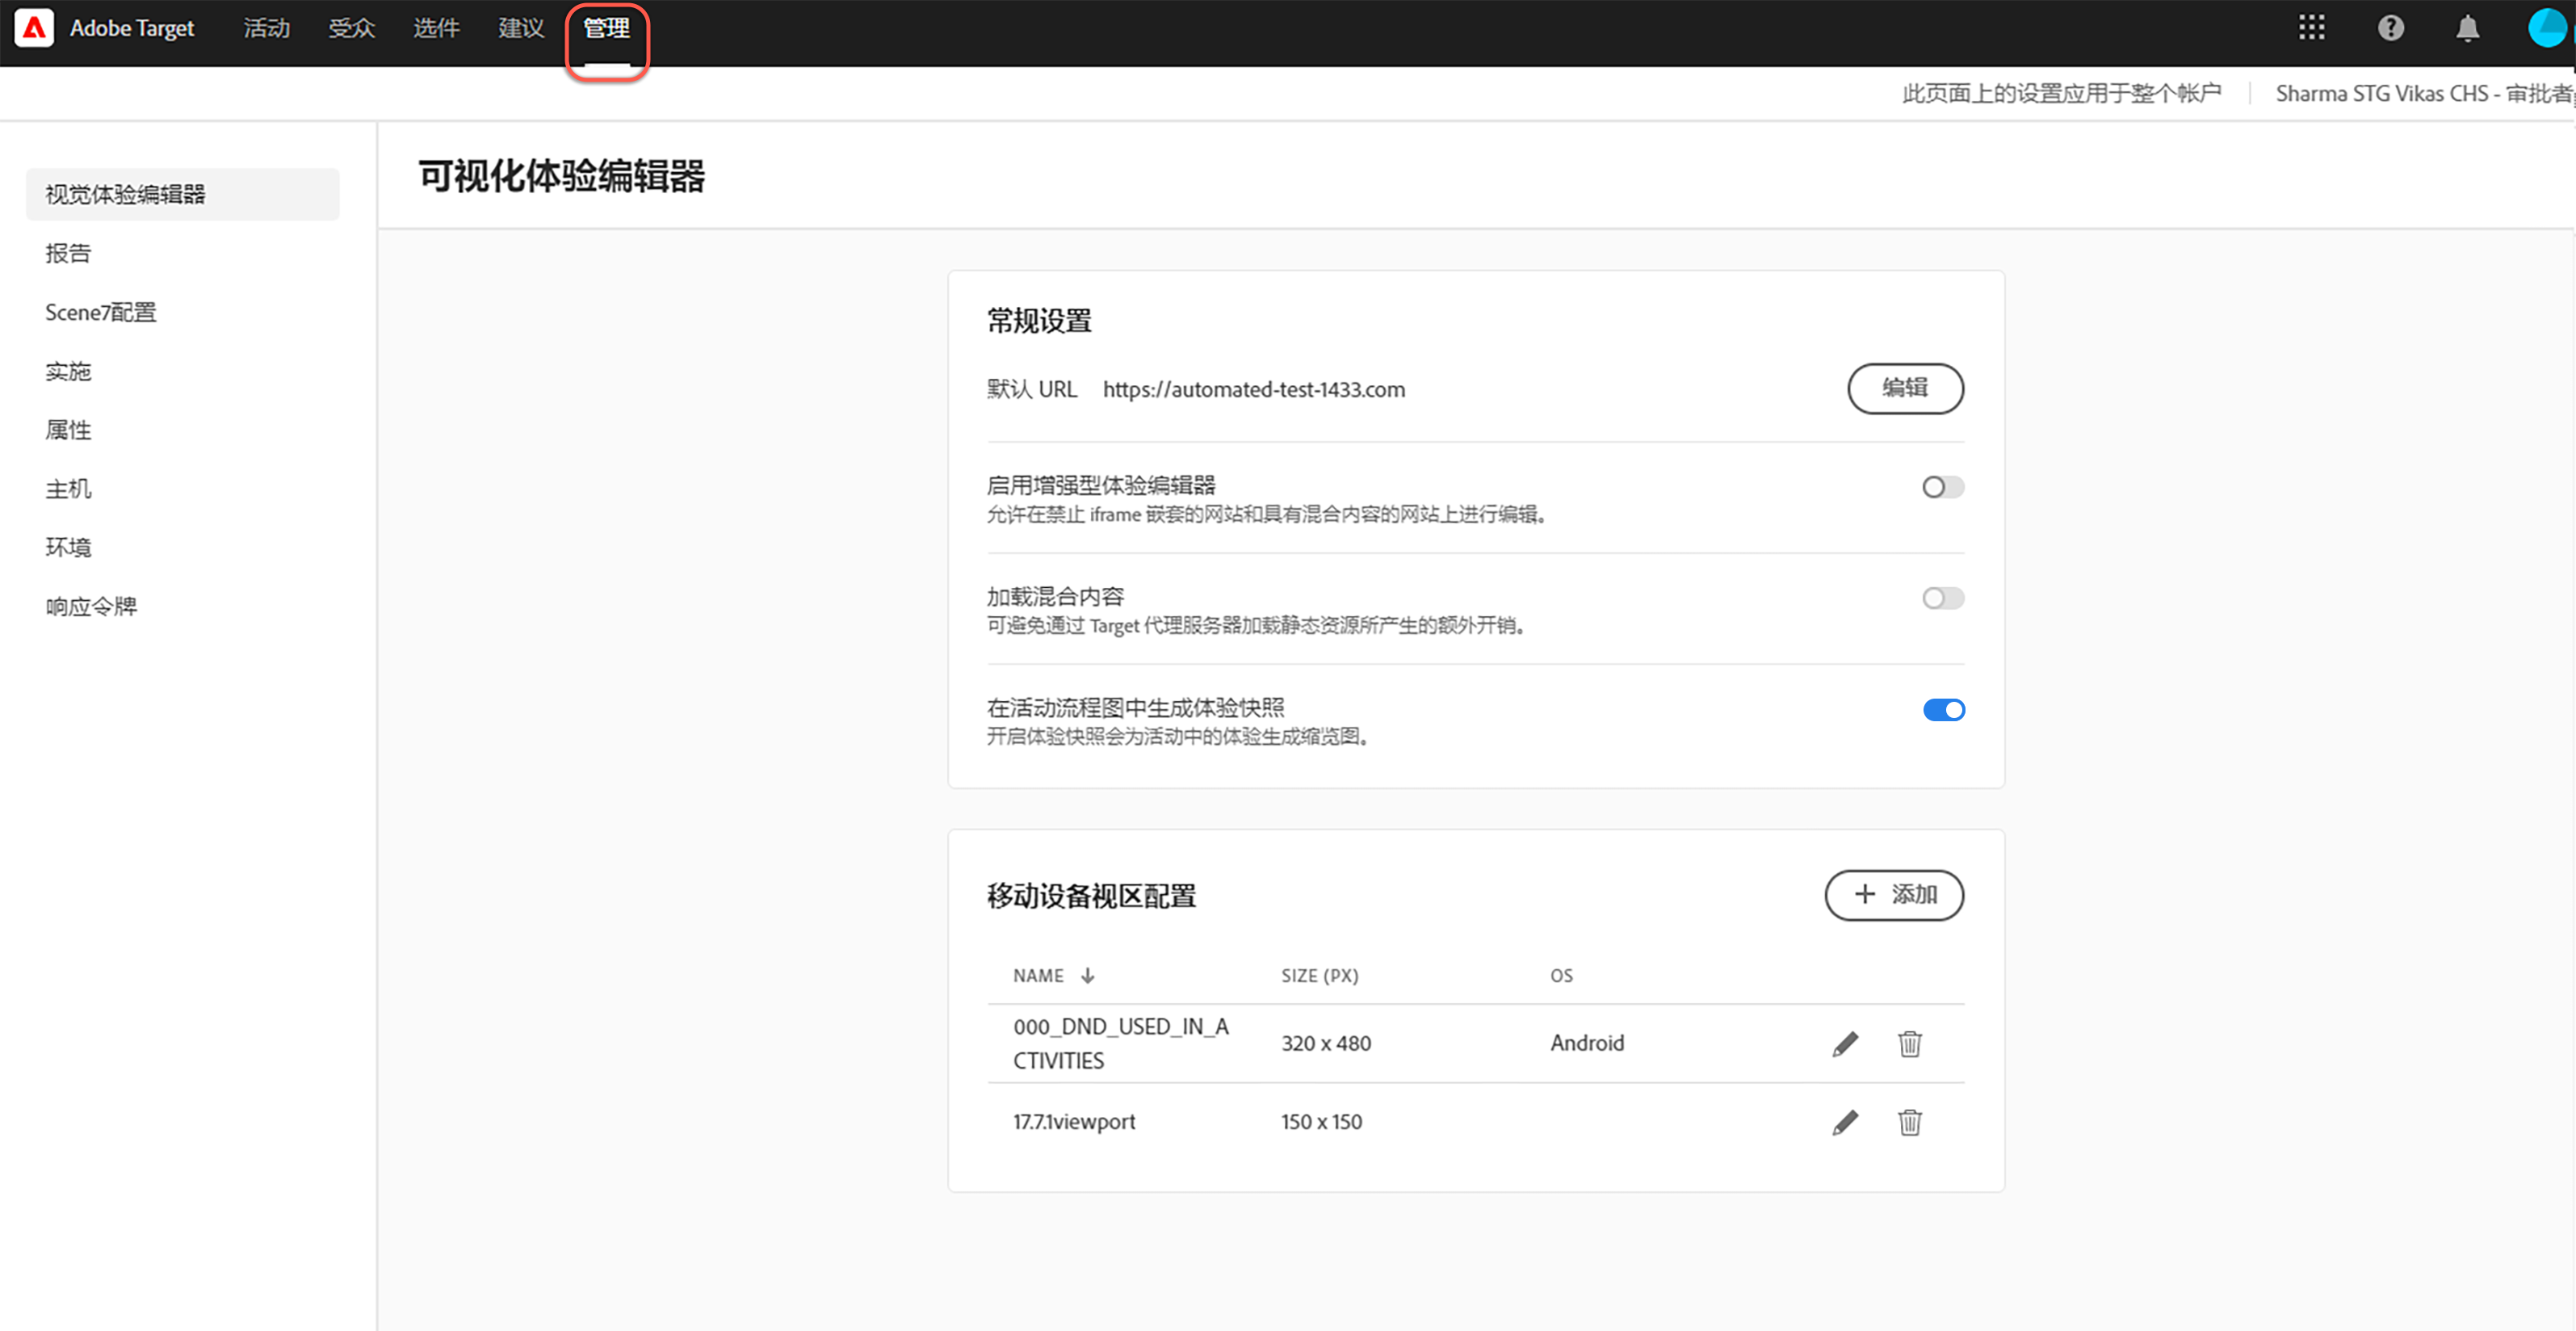 Adobe Target 活动 受众 选件 建议 管理
此页面上的设置应用于整个帐户 Sharma STG Vikas CHS - 审批者
可视化体验编辑器
视觉体验编辑器
报告
Scene7配置
实施
属性
主机
环境
响应令牌
常规设置
默认 URL https://automated-test-1433.com 编辑
启用增强型体验编辑器
允许在禁止 iframe 嵌套的网站和具有混合内容的网站上进行编辑。
加载混合内容
可避免通过 Target 代理服务器加载静态资源所产生的额外开销。
在活动流程图中生成体验快照
开启体验快照会为活动中的体验生成缩览图。
移动设备视区配置 添加
NAME SIZE (PX) OS
000_DND_USED_IN_A
CTIVITIES 320 x 480 Android
17.7.1viewport 150 x 150